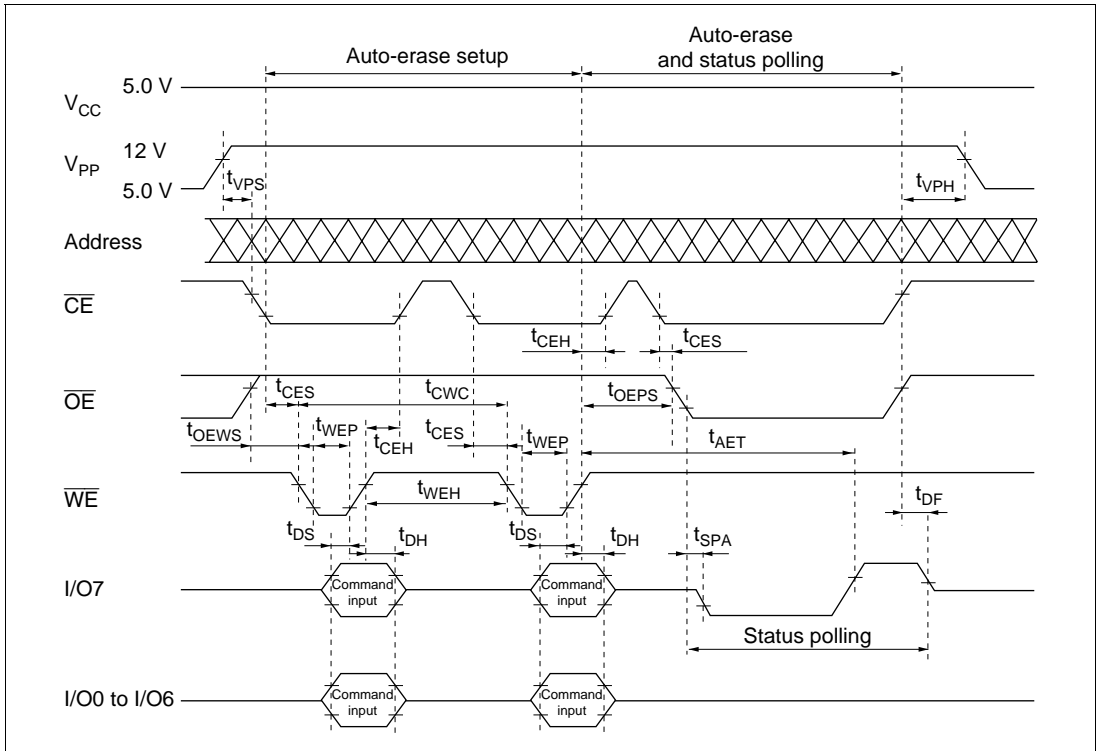 Auto-erase setup
Auto-erase
and status polling
VCC
5.0 V
VPP
12 V
5.0 V
tVPS
tVPH
Address
CE
tCEH
tCES
OE
tCES
tCWC
tOEPS
tOEWS
tWEP
tCEH
tCES
tWEP
tAET
WE
tWEH
tDF
tDS
tDH
tDS
tDH
tSPA
I/O7
Command
input
Command
input
Status polling
I/O0 to I/O6
Command
input
Command
input